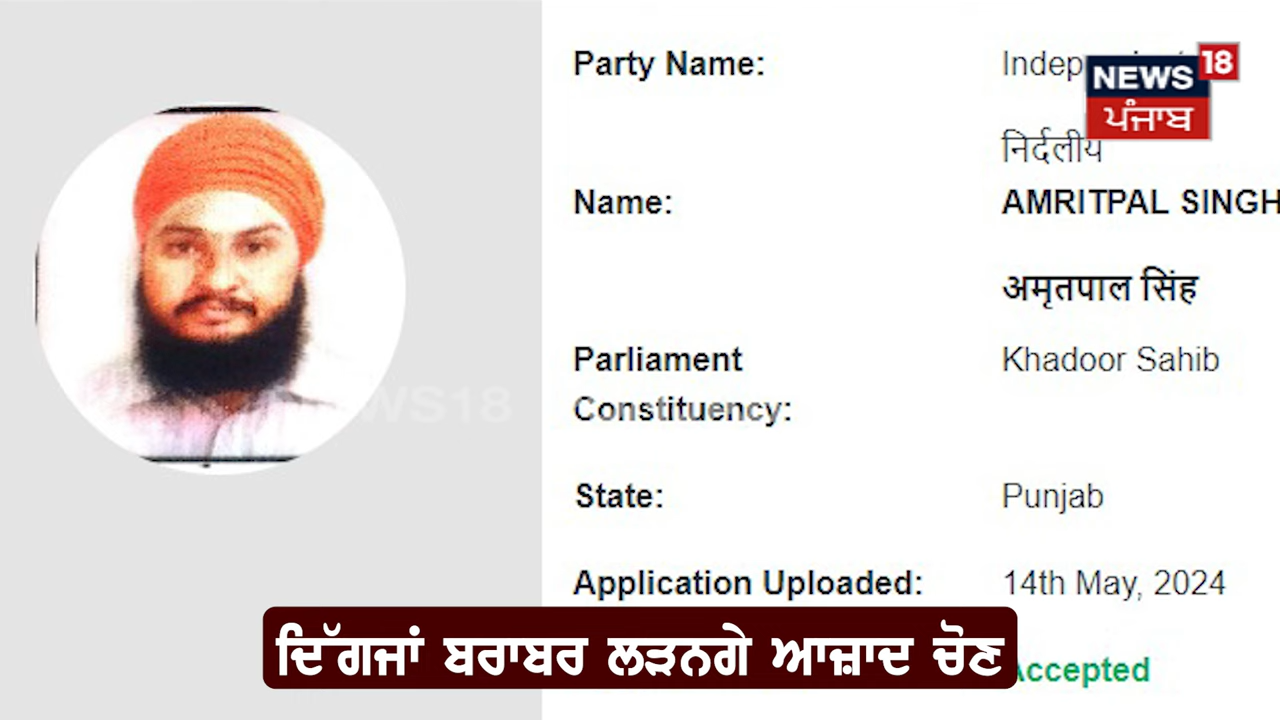 Party Name:
NEWS 18
ਪੰਜਾਬ
निर्दलीय
Name: AMRITPAL SINGH
अमृतपाल सिंह
Parliament Khadoor Sahib
Constituency:
NEWS18
State: Punjab
Application Uploaded: 14th May, 2024
ਦਿੱਗਜਾਂ ਬਰਾਬਰ ਲੜਨਗੇ ਆਜ਼ਾਦ ਚੋਣ
Accepted